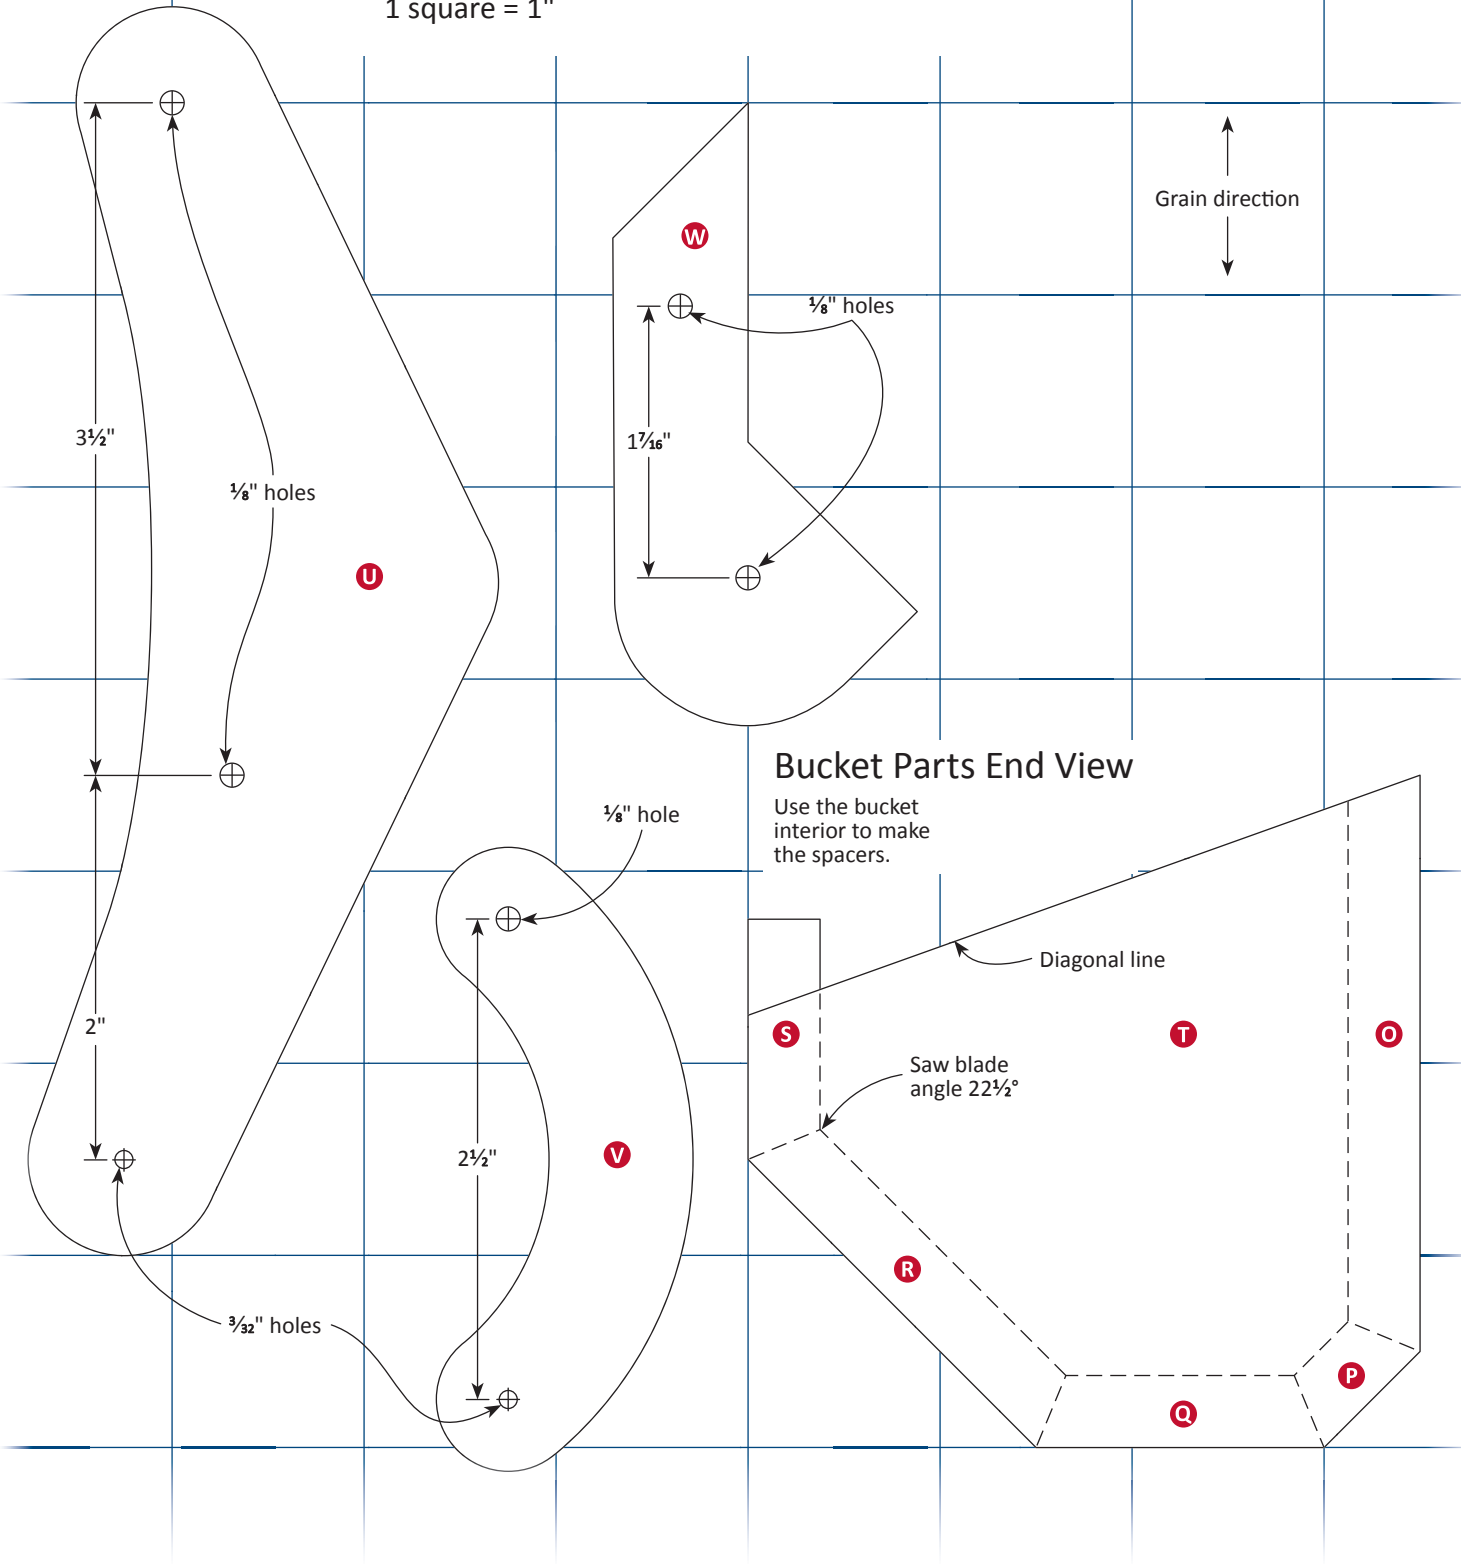 1 square = 1"
W
Grain direction
⅛" holes
3½"
1⁷⁄₁₆"
⅛" holes
U
Bucket Parts End View
Use the bucket
interior to make
the spacers.
⅛" hole
Diagonal line
2"
S
T
O
Saw blade
angle 22½°
2½"
V
R
³⁄₃₂" holes
P
Q